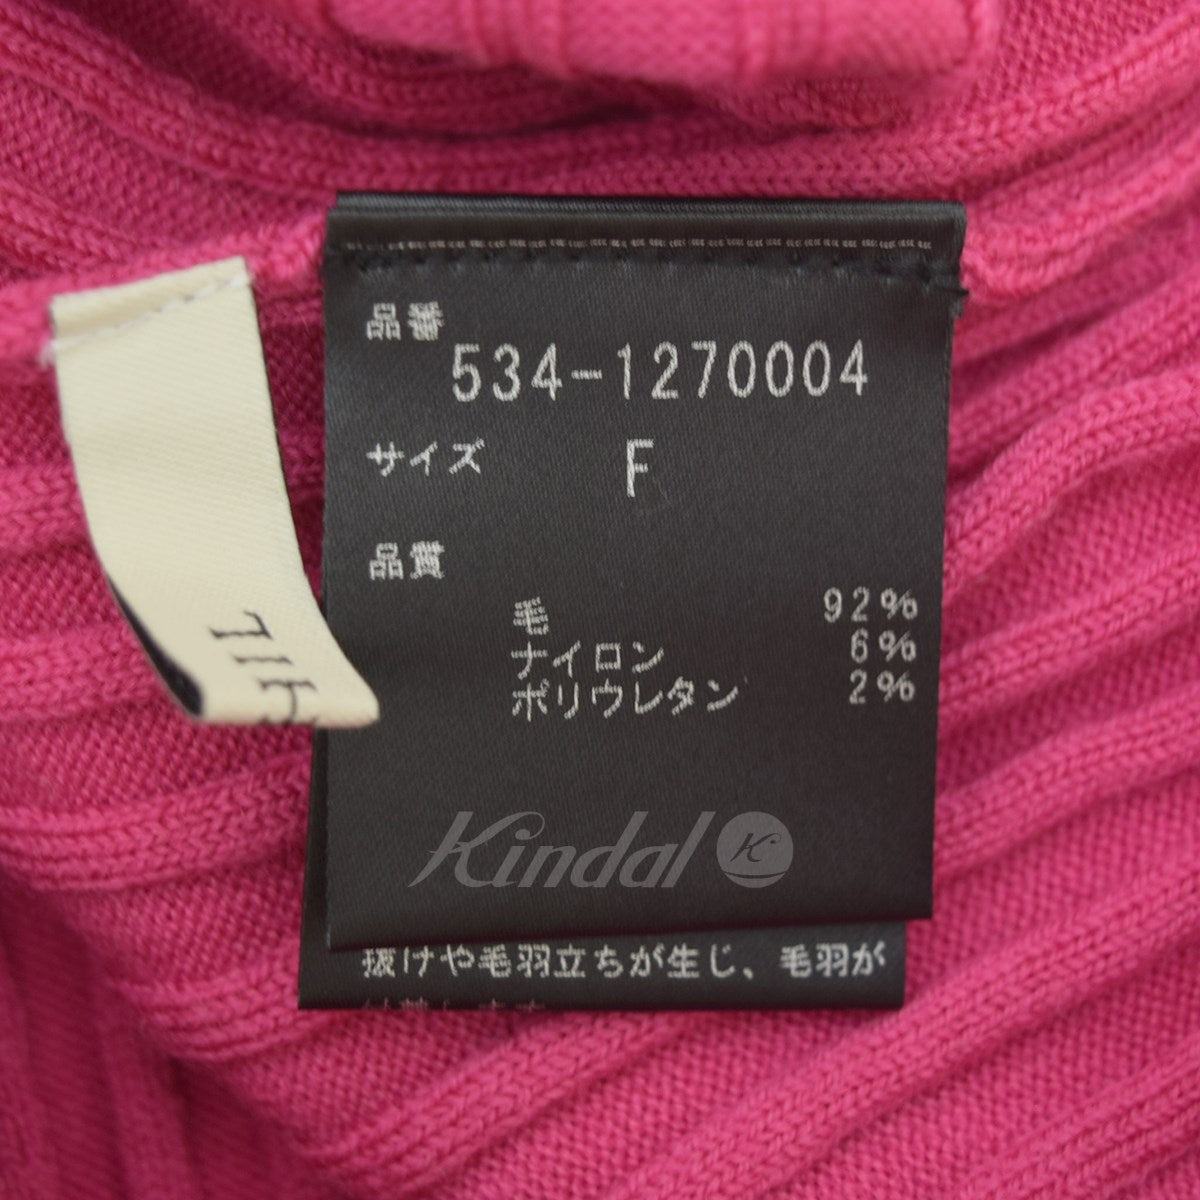 品番
534-1270004
サイズ F
品質
毛 92%
ナイロン 6%
ポリウレタン 2%
Kindal K
抜けや毛羽立ちが生じ、毛羽が